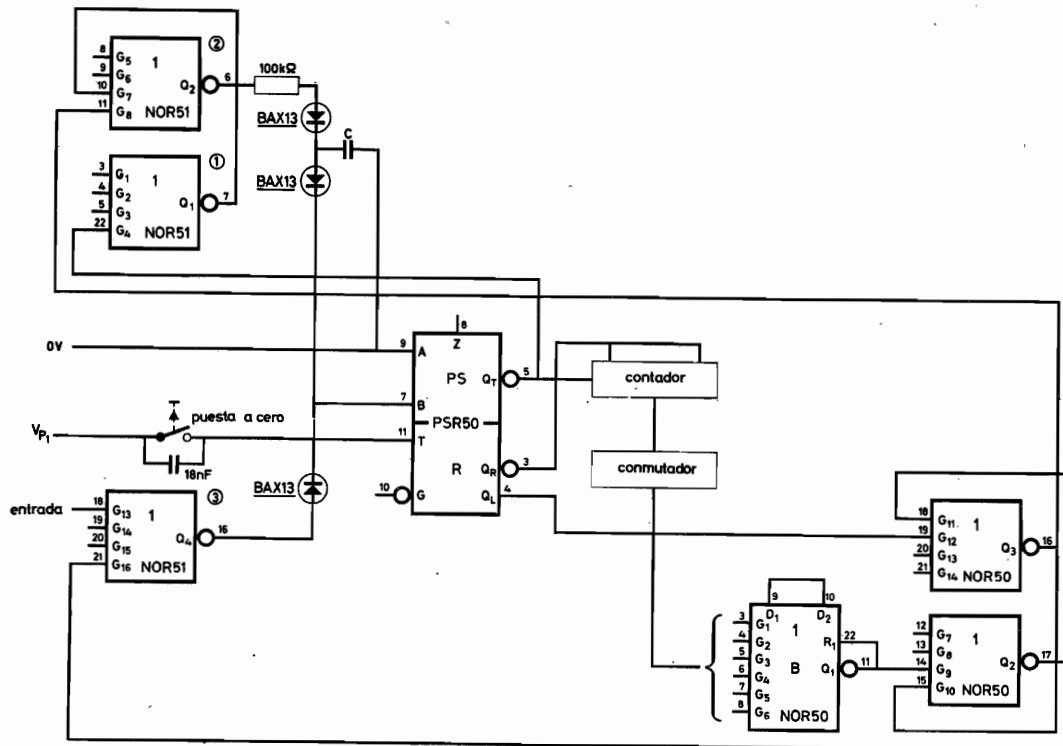 ②
8 G5 1
9 G6
10 G7 Q2 6
11 G8 NOR51
100kΩ
BAX13
C
①
3 G1 1
4 G2
5 G3 Q1 7
22 G4 NOR51
BAX13
0V
9 A Z 8
PS QT 5
7 B
PSR50
11 T
R QR 3
10 G QL 4
contador
conmutador
puesta a cero
VP1
18nF
BAX13
③
entrada 18 G13 1
19 G14
20 G15 Q4 16
21 G16 NOR51
18 G11 1
19 G12
20 G13 Q3 16
21 G14 NOR50
9 10
D1 D2
3 G1 1
4 G2 R1 22
5 G3
6 G4 B Q1 11
7 G5
8 G6 NOR50
12 G7 1
13 G8
14 G9 Q2 17
15 G10 NOR50